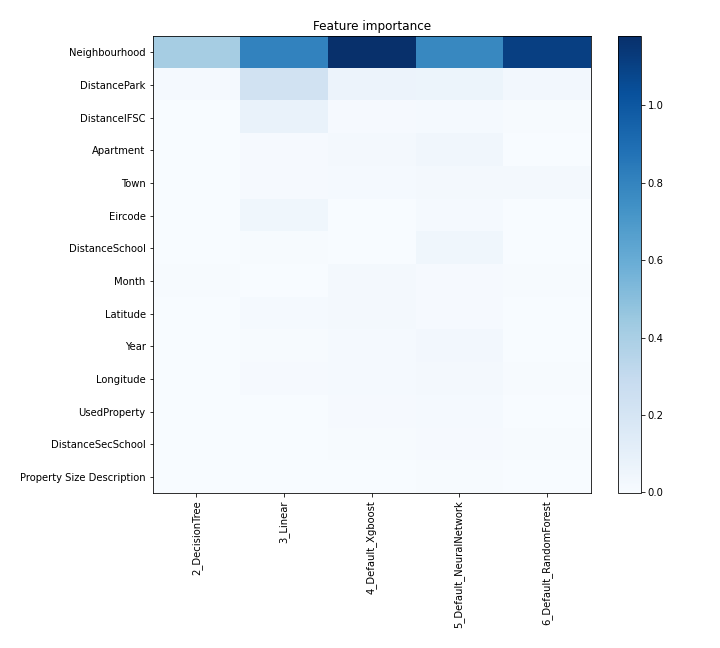 Feature importance
Neighbourhood
DistancePark
DistanceIFSC
Apartment
Town
Eircode
DistanceSchool
Month
Latitude
Year
Longitude
UsedProperty
DistanceSecSchool
Property Size Description
2_DecisionTree
3_Linear
4_Default_Xgboost
5_Default_NeuralNetwork
6_Default_RandomForest
1.0
0.8
0.6
0.4
0.2
0.0